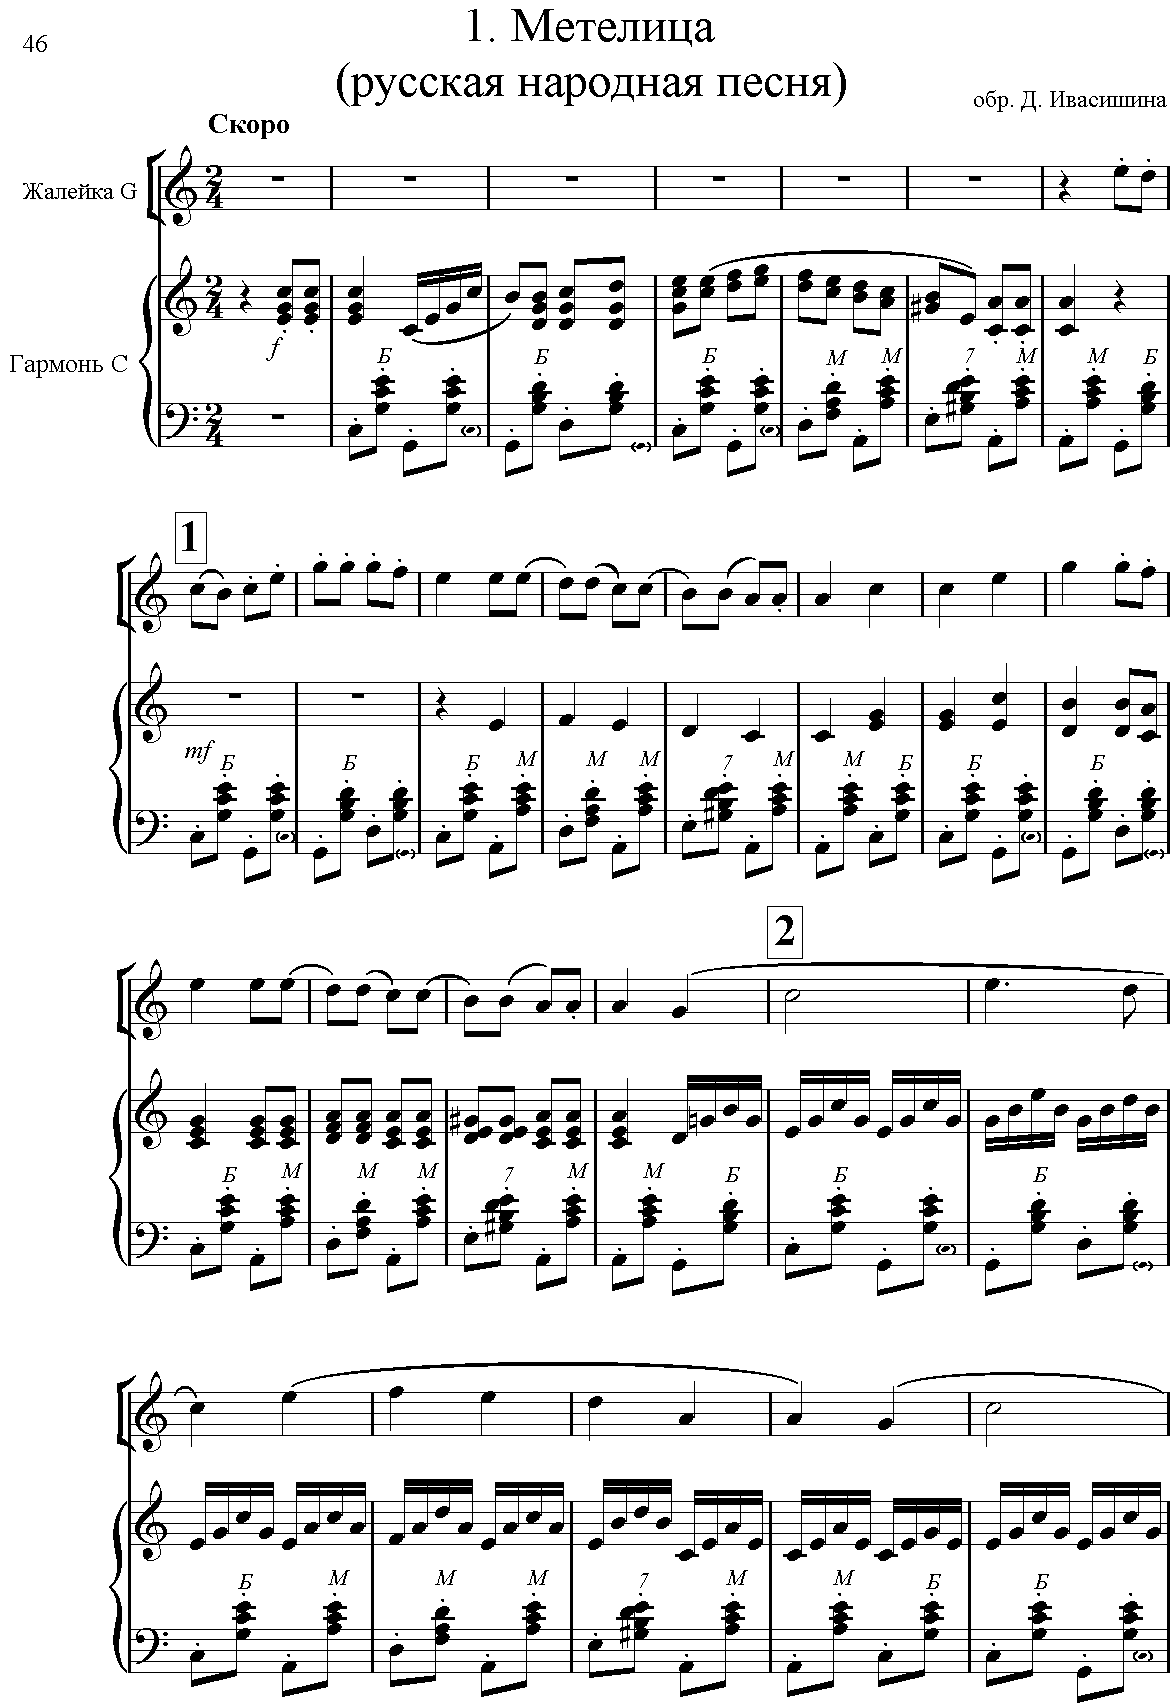 46
1. Метелица
(русская народная песня)
обр. Д. Ивасишина
Скоро
Жалейка G
f
Гармонь C
Б Б Б М М 7 М М Б
1
mf
Б Б Б М М М 7 М М Б Б Б
2
Б М М М 7 М М Б Б Б
Б М М М 7 М М Б Б